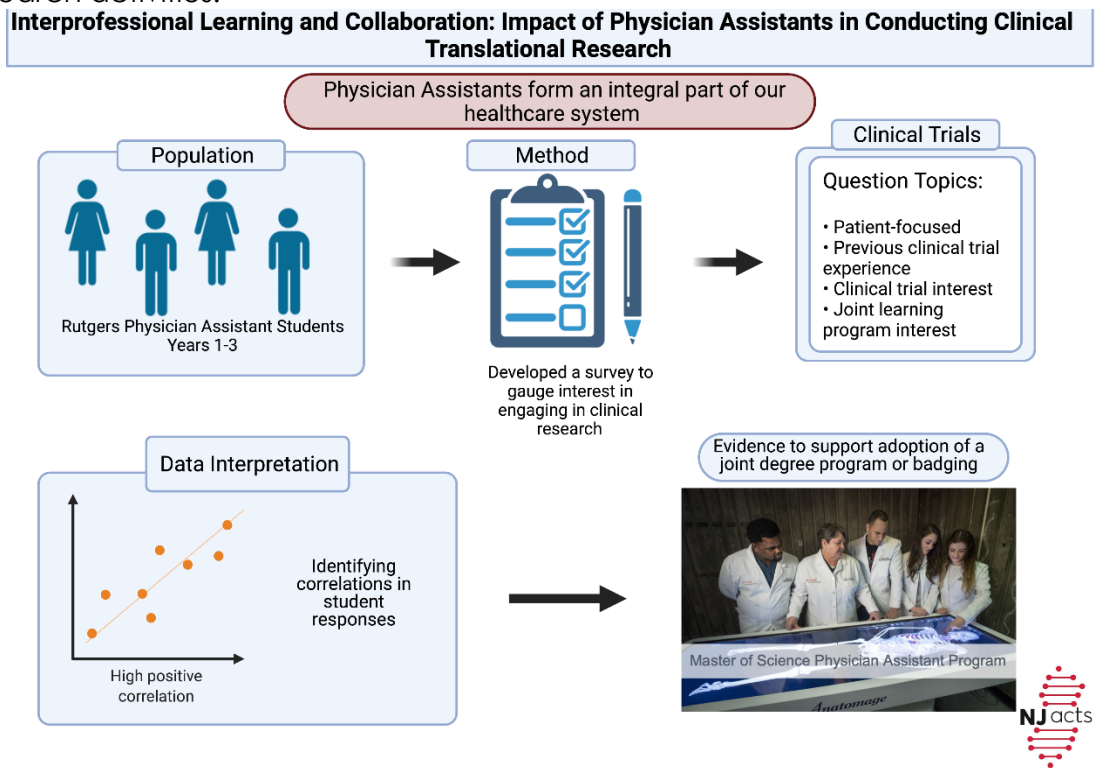 Interprofessional Learning and Collaboration: Impact of Physician Assistants in Conducting Clinical
Translational Research
Physician Assistants form an integral part of our
healthcare system
Population
Rutgers Physician Assistant Students
Years 1-3
Method
Developed a survey to
gauge interest in
engaging in clinical
research
Clinical Trials
Question Topics:
• Patient-focused
• Previous clinical trial
experience
• Clinical trial interest
• Joint learning
program interest
Data Interpretation
High positive
correlation
Identifying
correlations in
student
responses
Evidence to support adoption of a
joint degree program or badging
Master of Science Physician Assistant Program
Anatomage
NJ acts